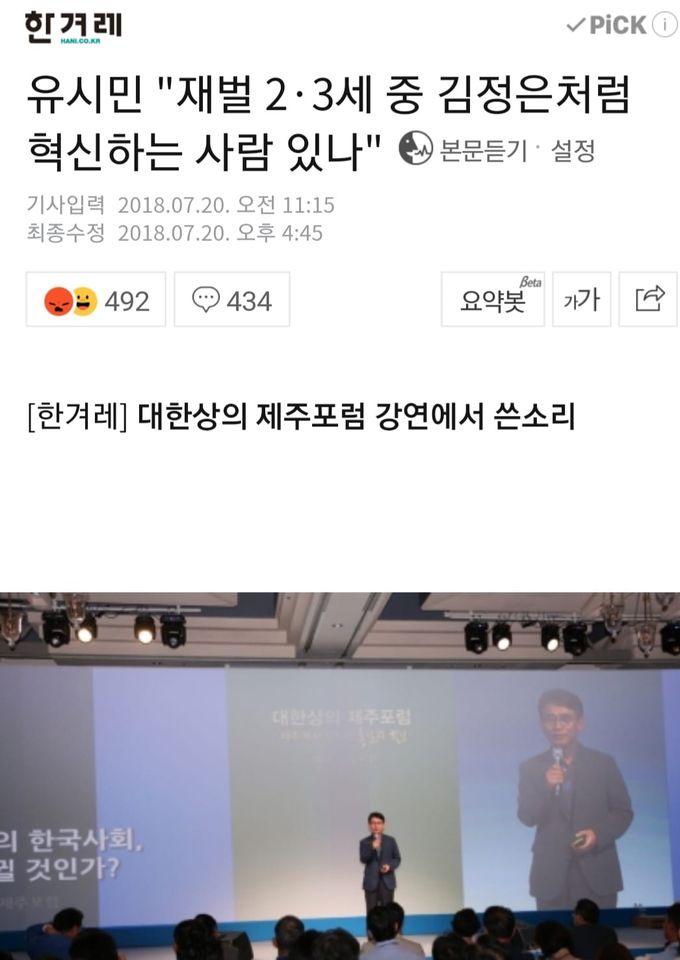 한겨레
HANI.CO.KR
PiCK
유시민 "재벌 2·3세 중 김정은처럼
혁신하는 사람 있나" 본문듣기 · 설정
기사입력 2018.07.20. 오전 11:15
최종수정 2018.07.20. 오후 4:45
492 434 요약봇 Beta 가가
[한겨레] 대한상의 제주포럼 강연에서 쓴소리
대한상의 제주포럼
의 한국사회,
것인가?
제주포럼